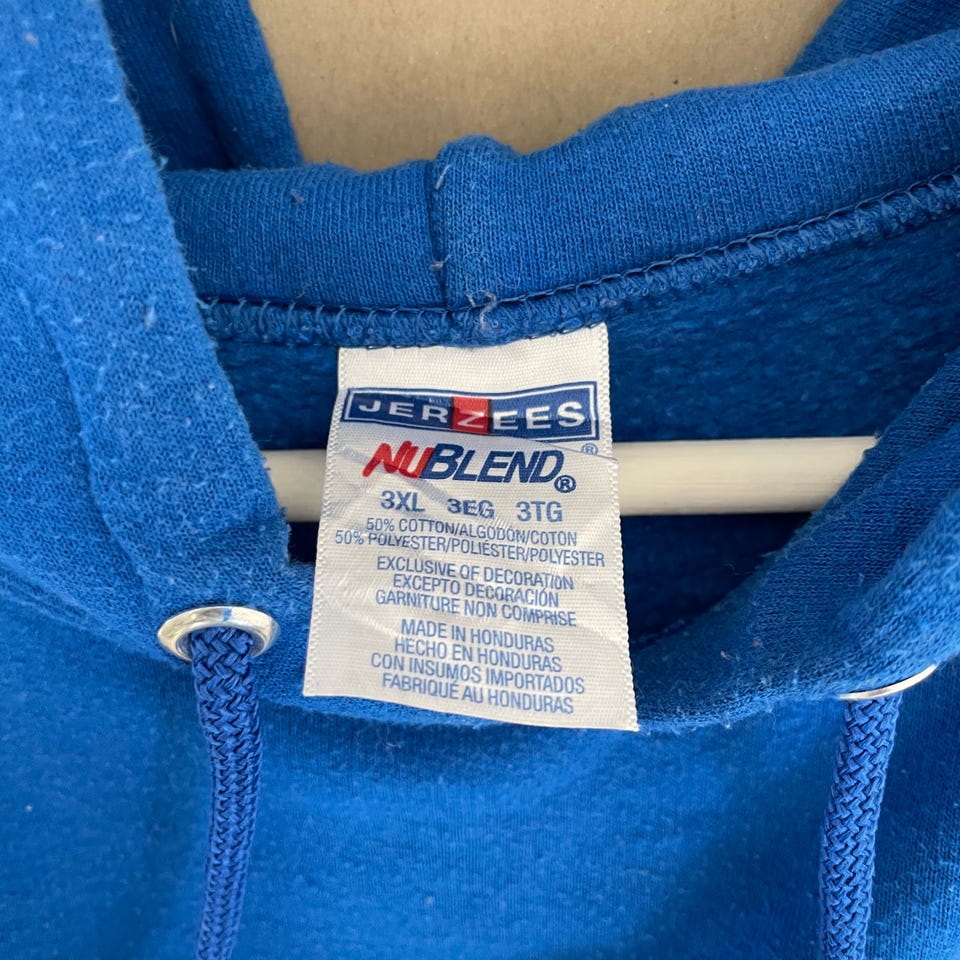 JERZEES
®
NUBLEND®
3XL 3EG 3TG
50% COTTON/ALGODÓN/COTON
50% POLYESTER/POLIÉSTER/POLYESTER
EXCLUSIVE OF DECORATION
EXCEPTO DECORACIÓN
GARNITURE NON COMPRISE
MADE IN HONDURAS
HECHO EN HONDURAS
CON INSUMOS IMPORTADOS
FABRIQUÉ AU HONDURAS